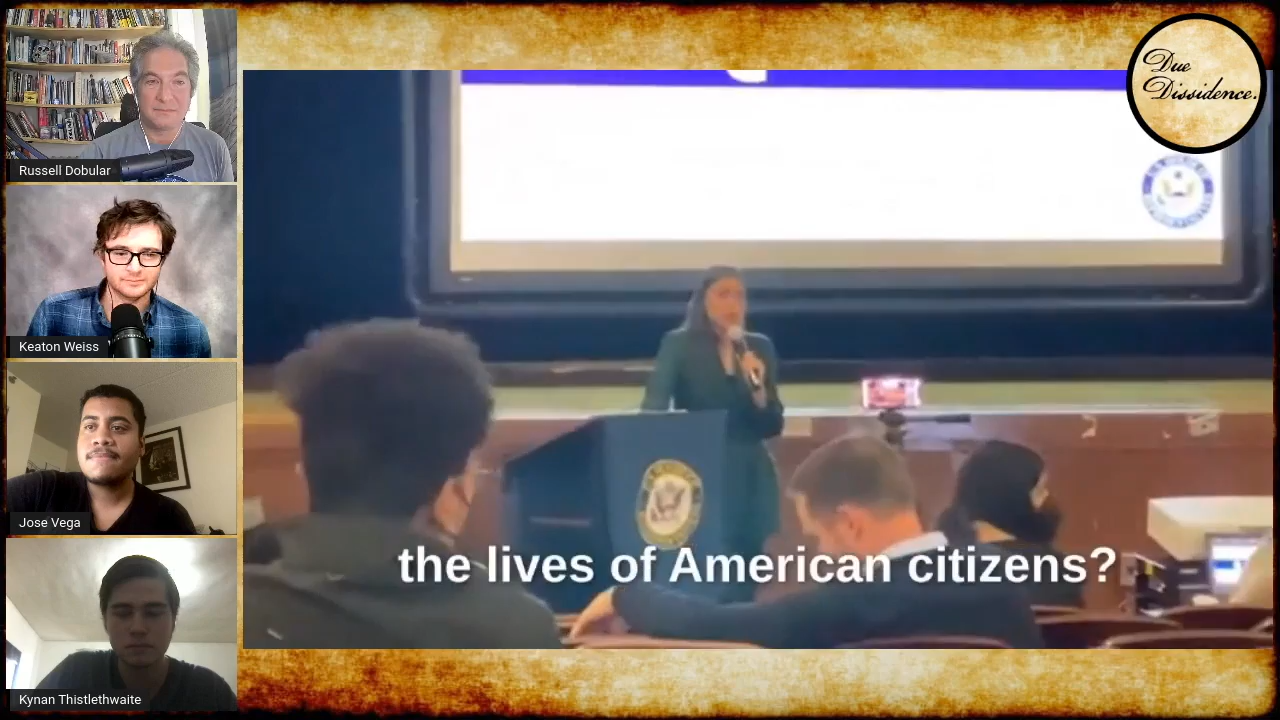 Due
Dissidence.
Russell Dobular
Keaton Weiss
Jose Vega
Kynan Thistlethwaite
the lives of American citizens?